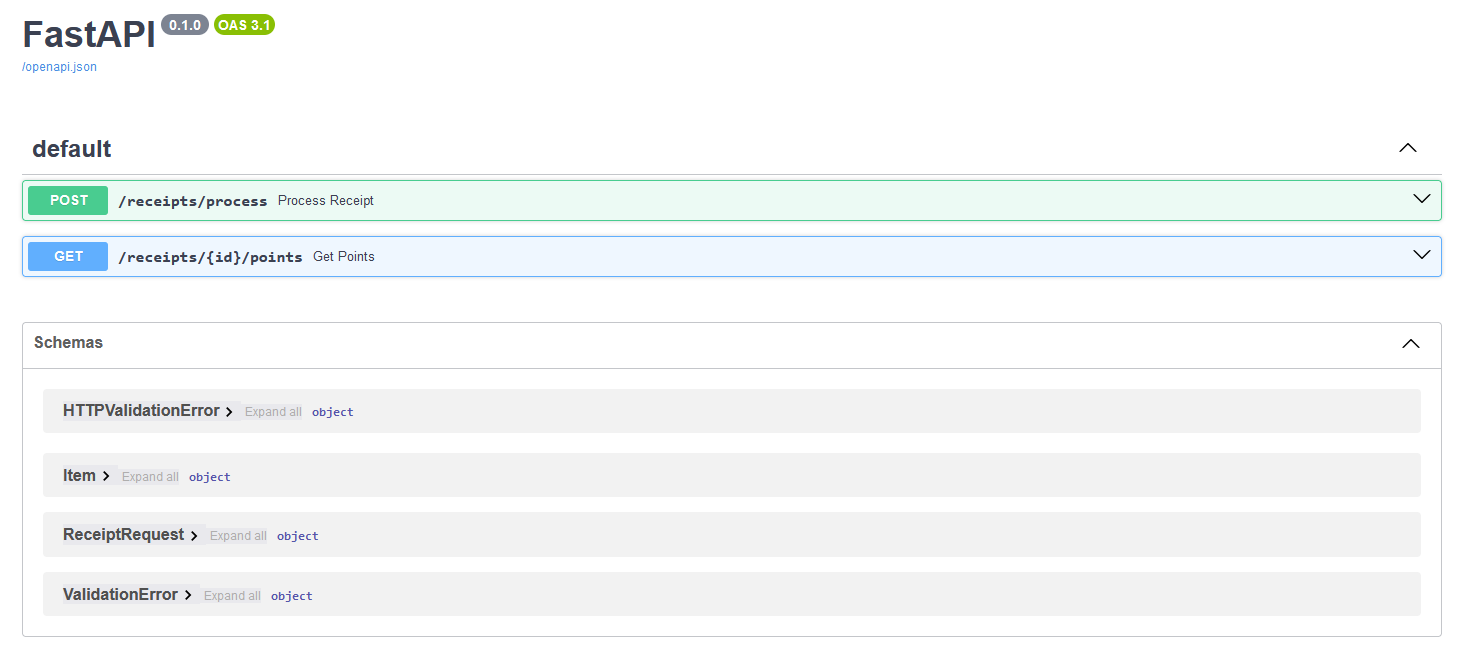 FastAPI 0.1.0 OAS 3.1
/openapi.json
default
POST /receipts/process Process Receipt
GET /receipts/{id}/points Get Points
Schemas
HTTPValidationError Expand all object
Item Expand all object
ReceiptRequest Expand all object
ValidationError Expand all object